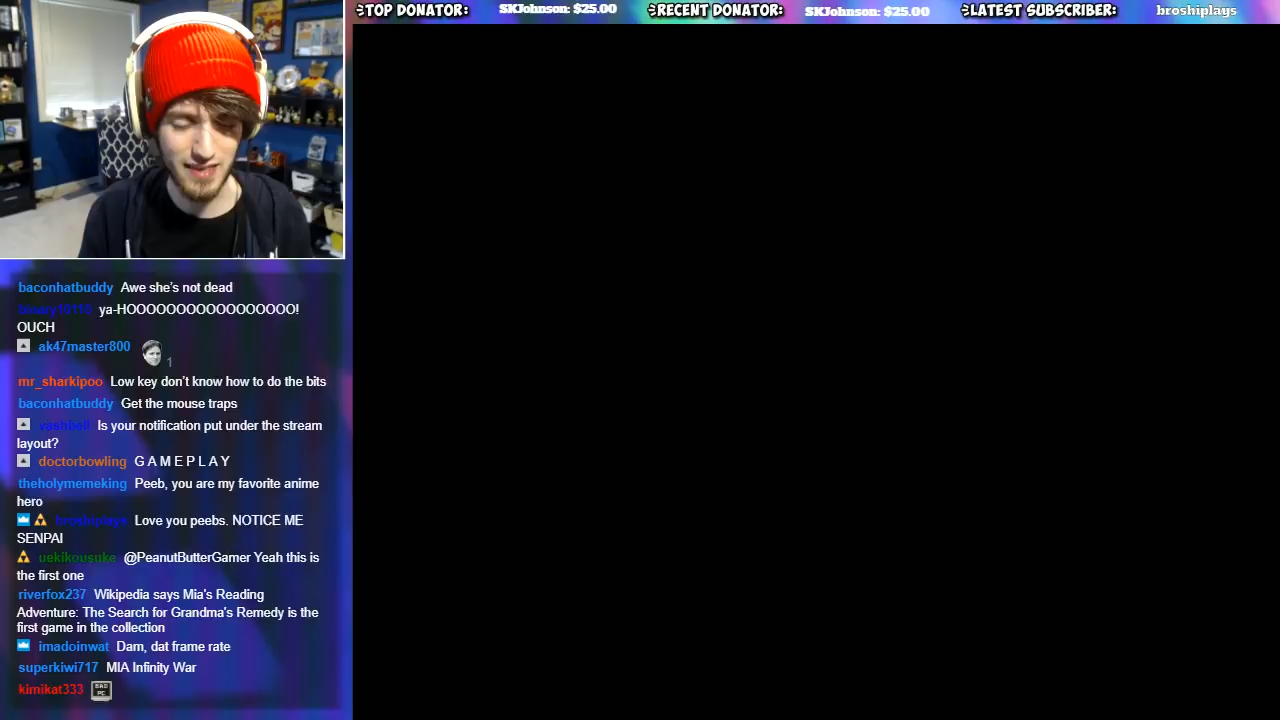 TOP DONATOR: SKJohnson: $25.00 RECENT DONATOR: SKJohnson: $25.00 LATEST SUBSCRIBER: broshiplays
baconhatbuddy Awe she's not dead
ya-HOOOOOOOOOOOOOOOOO!
OUCH
ak47master800 1
mr_sharkipoo Low key don't know how to do the bits
baconhatbuddy Get the mouse traps
Is your notification put under the stream
layout?
doctorbowling G A M E P L A Y
theholymemeking Peeb, you are my favorite anime
hero
broshiplays Love you peebs. NOTICE ME
SENPAI
uekikousuke @PeanutButterGamer Yeah this is
the first one
riverfox237 Wikipedia says Mia's Reading
Adventure: The Search for Grandma's Remedy is the
first game in the collection
imadoinwat Dam, dat frame rate
superkiwi717 MIA Infinity War
kimikat333 BAD
PC